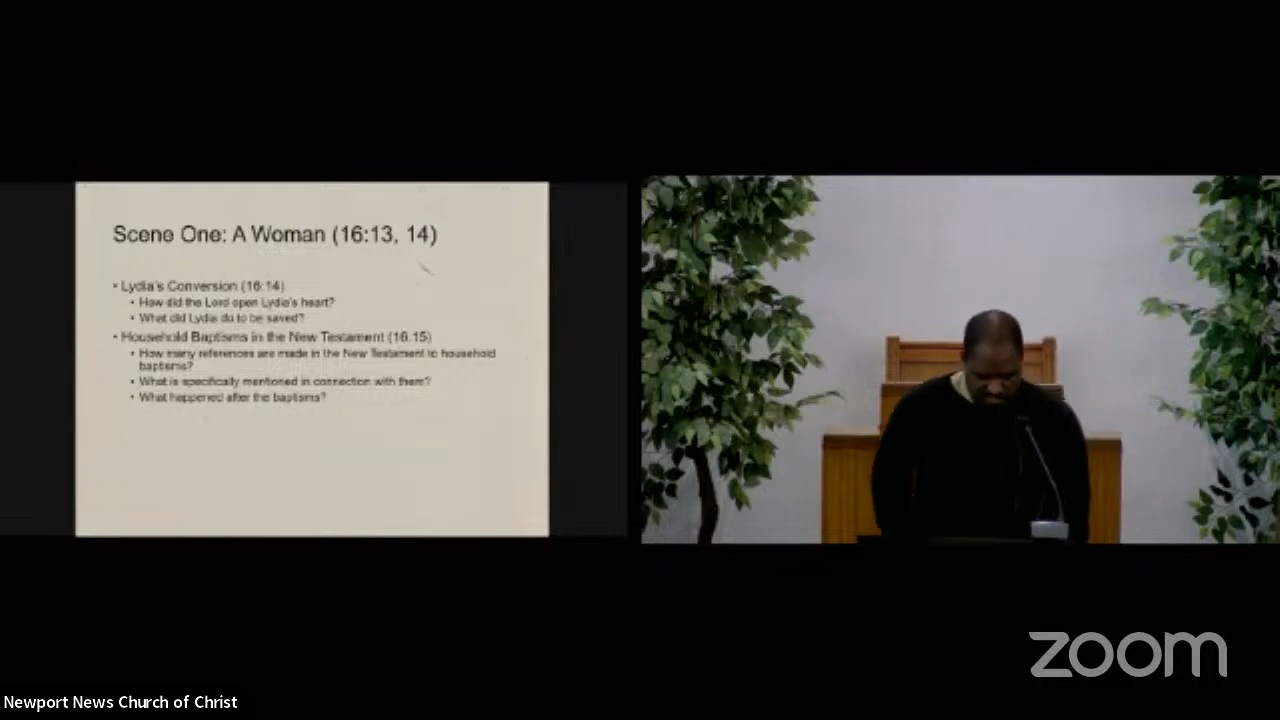 Scene One: A Woman (16:13, 14)
• Lydia's Conversion (16:14)
• How did the Lord open Lydia's heart?
• What did Lydia do to be saved?
• Household Baptisms in the New Testament (16:15)
• How many references are made in the New Testament to household
baptisms?
• What is specifically mentioned in connection with them?
• What happened after the baptisms?
zoom
Newport News Church of Christ